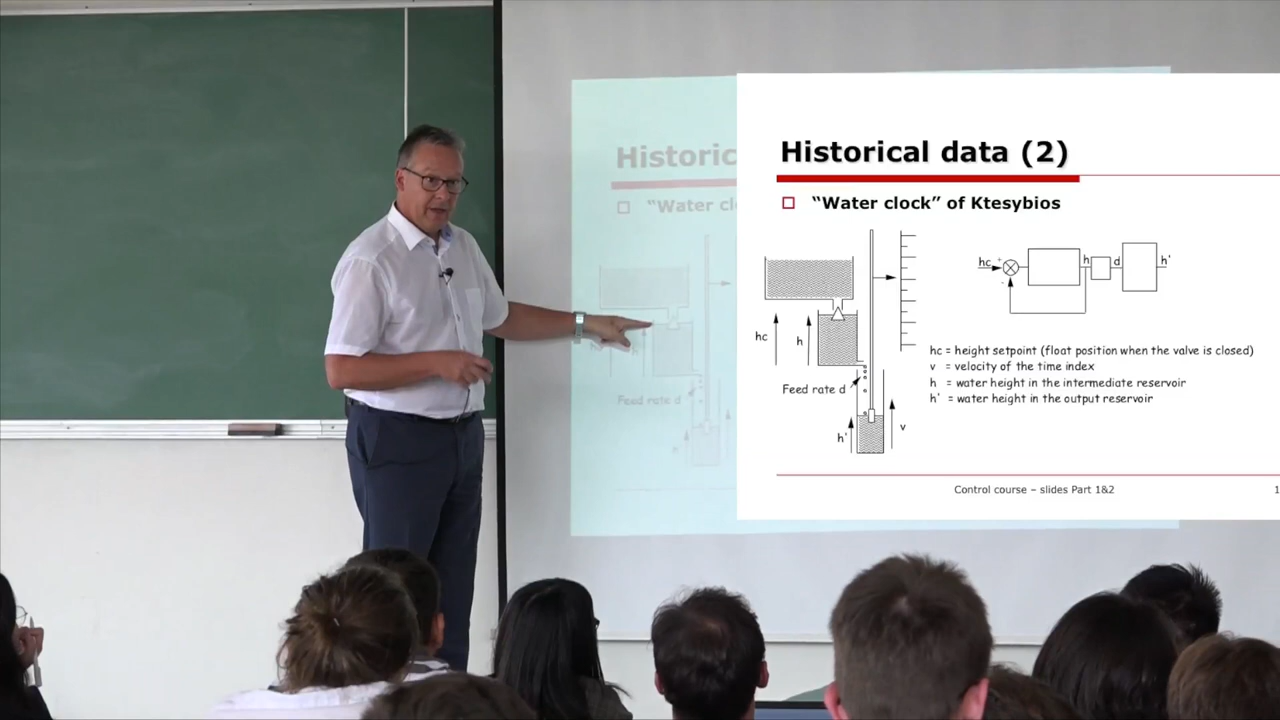 Historical data (2)
Historic
"Water clock" of Ktesybios
"Water cl
hc
+
-
h
d
h'
hc
h
Feed rate d
h'
v
hc = height setpoint (float position when the valve is closed)
v = velocity of the time index
h = water height in the intermediate reservoir
h' = water height in the output reservoir
Feed rate d
Control course – slides Part 1&2
1